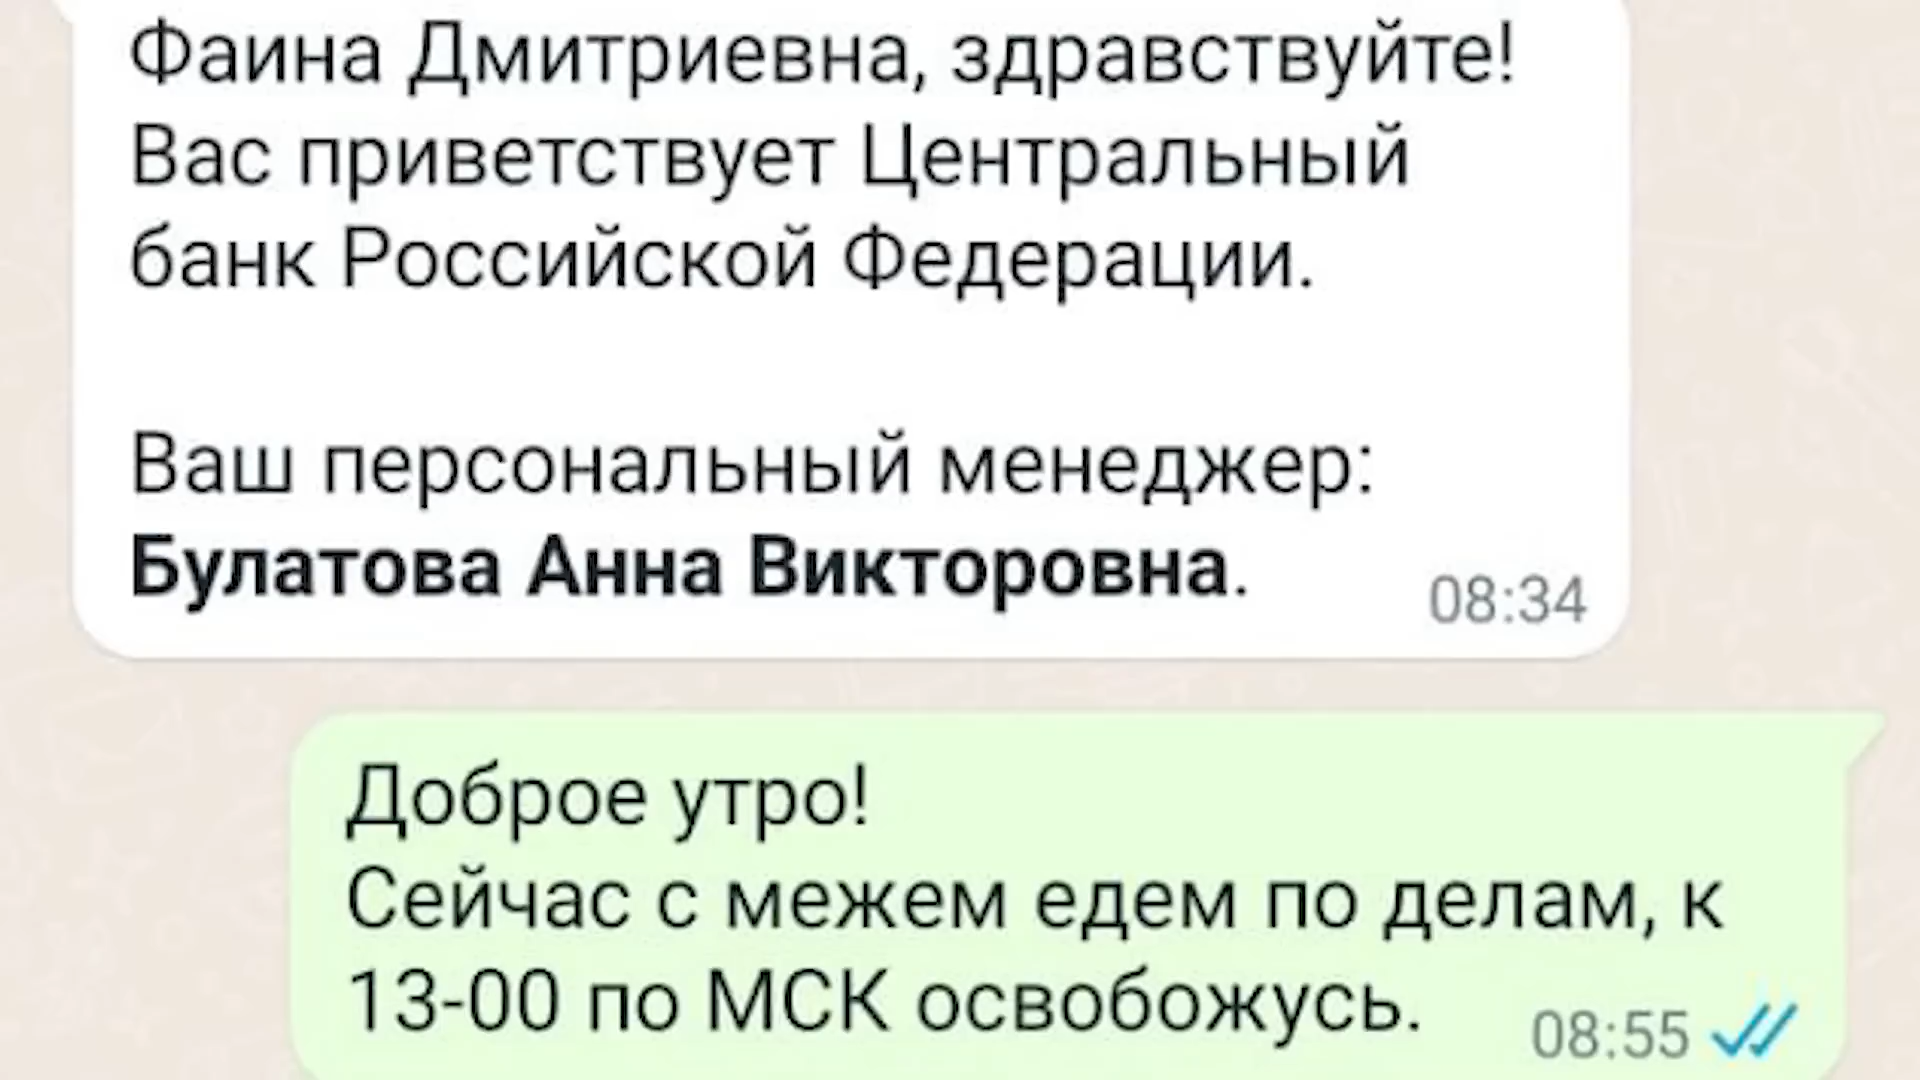 Фаина Дмитриевна, здравствуйте!
Вас приветствует Центральный
банк Российской Федерации.
Ваш персональный менеджер:
Булатова Анна Викторовна.
08:34
Доброе утро!
Сейчас с межем едем по делам, к
13-00 по МСК освобожусь.
08:55